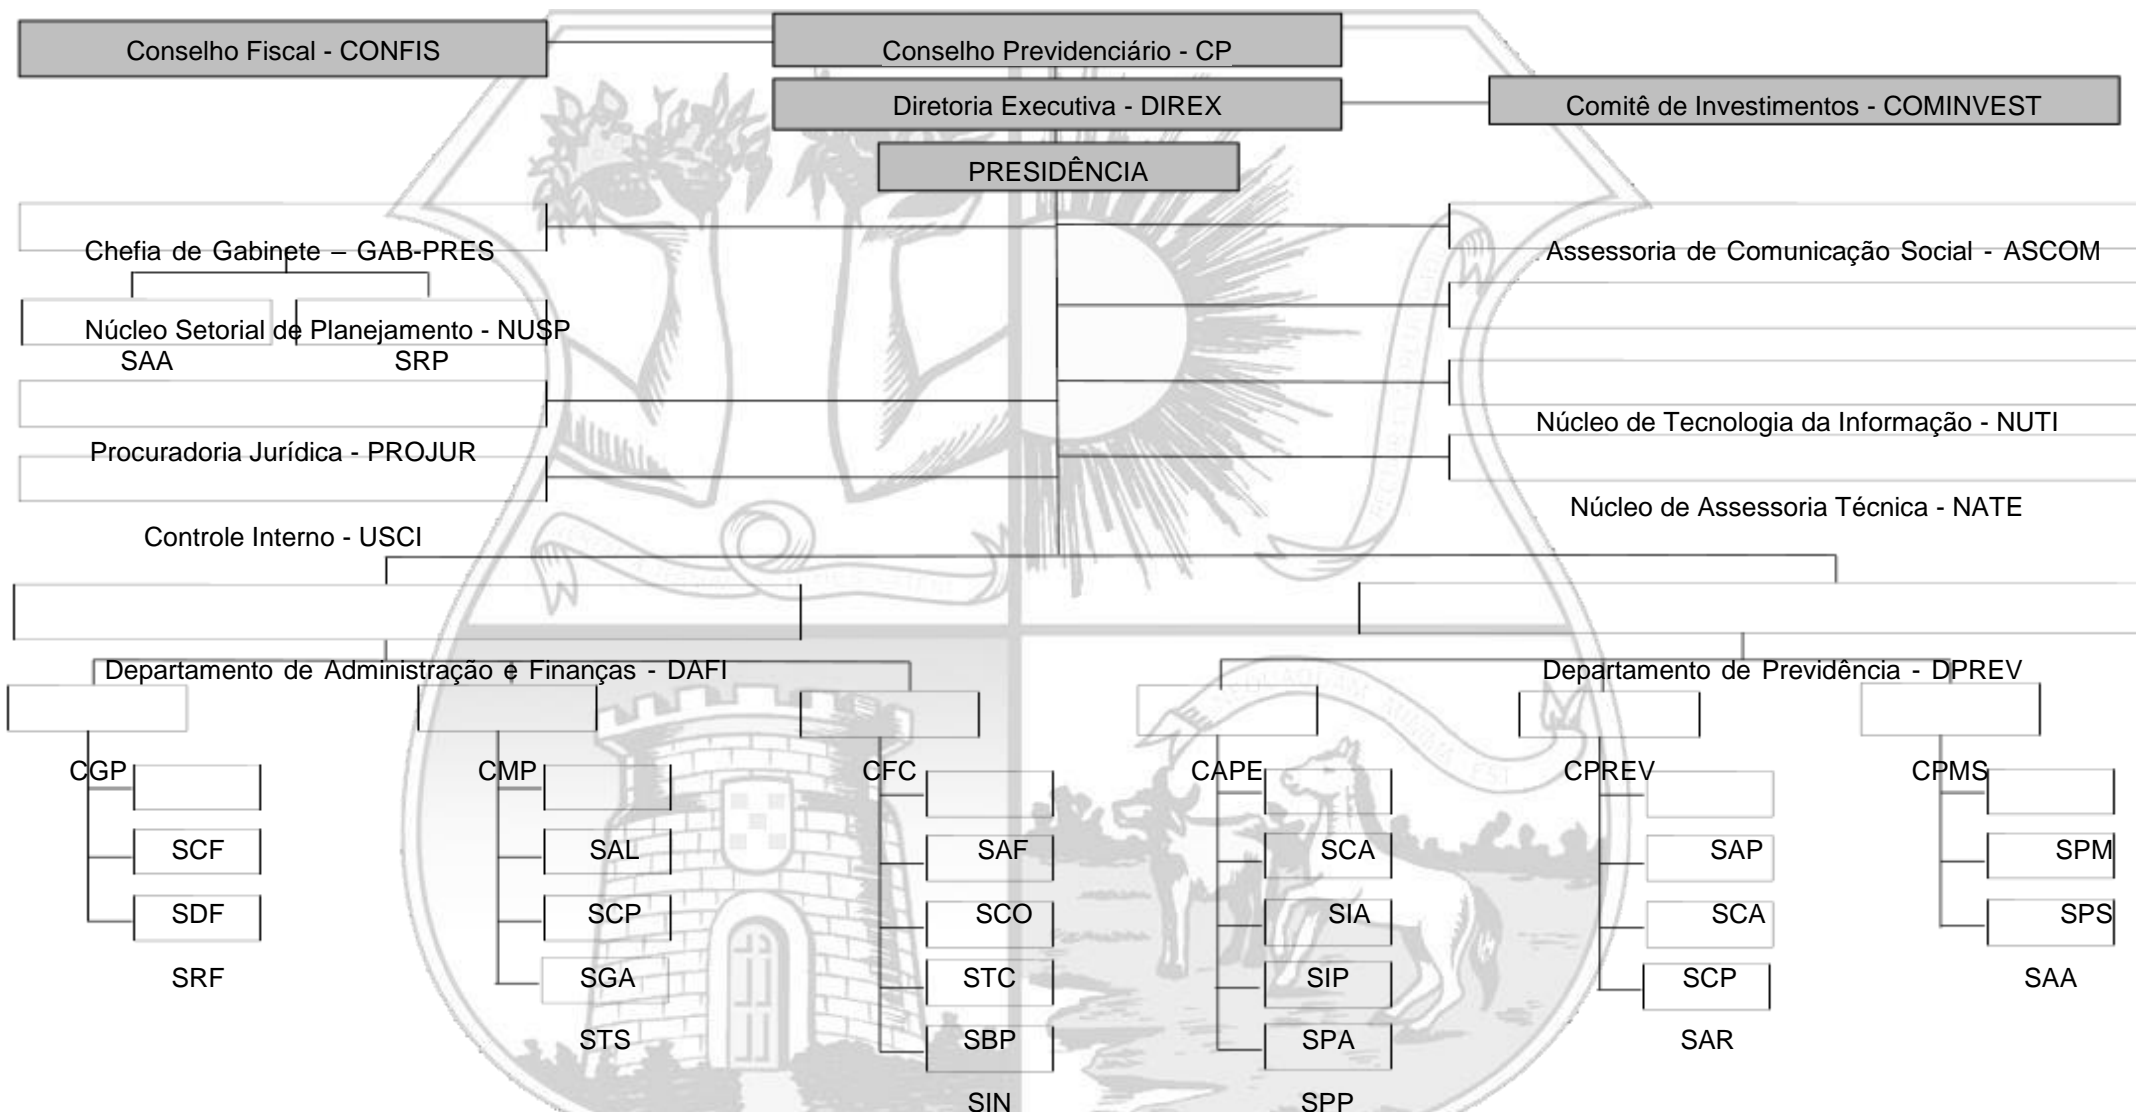 Conselho Fiscal - CONFIS
Conselho Previdenciário - CP
Diretoria Executiva - DIREX
Comitê de Investimentos - COMINVEST
PRESIDÊNCIA
Chefia de Gabinete – GAB-PRES
Assessoria de Comunicação Social - ASCOM
Núcleo Setorial de Planejamento - NUSP
SAA
SRP
Núcleo de Tecnologia da Informação - NUTI
Procuradoria Jurídica - PROJUR
Núcleo de Assessoria Técnica - NATE
Controle Interno - USCI
Departamento de Administração e Finanças - DAFI
Departamento de Previdência - DPREV
CGP
CMP
CFC
CAPE
CPREV
CPMS
SCF
SAL
SAF
SCA
SAP
SPM
SDF
SCP
SCO
SIA
SCA
SPS
SRF
SGA
STC
SIP
SCP
SAA
STS
SBP
SPA
SAR
SIN
SPP